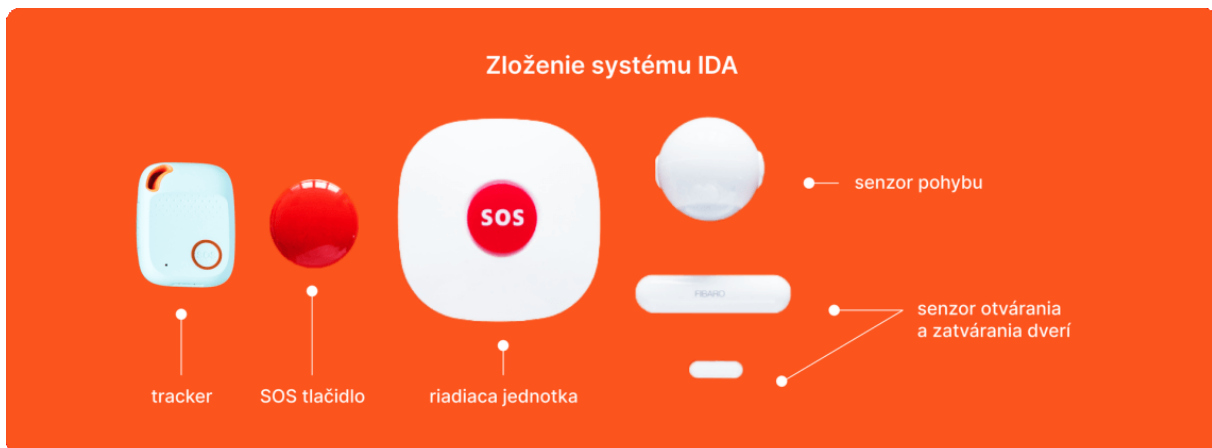 Zloženie systému IDA
SOS
senzor pohybu
FIBARO
senzor otvárania
a zatvárania dverí
tracker
SOS tlačidlo
riadiaca jednotka